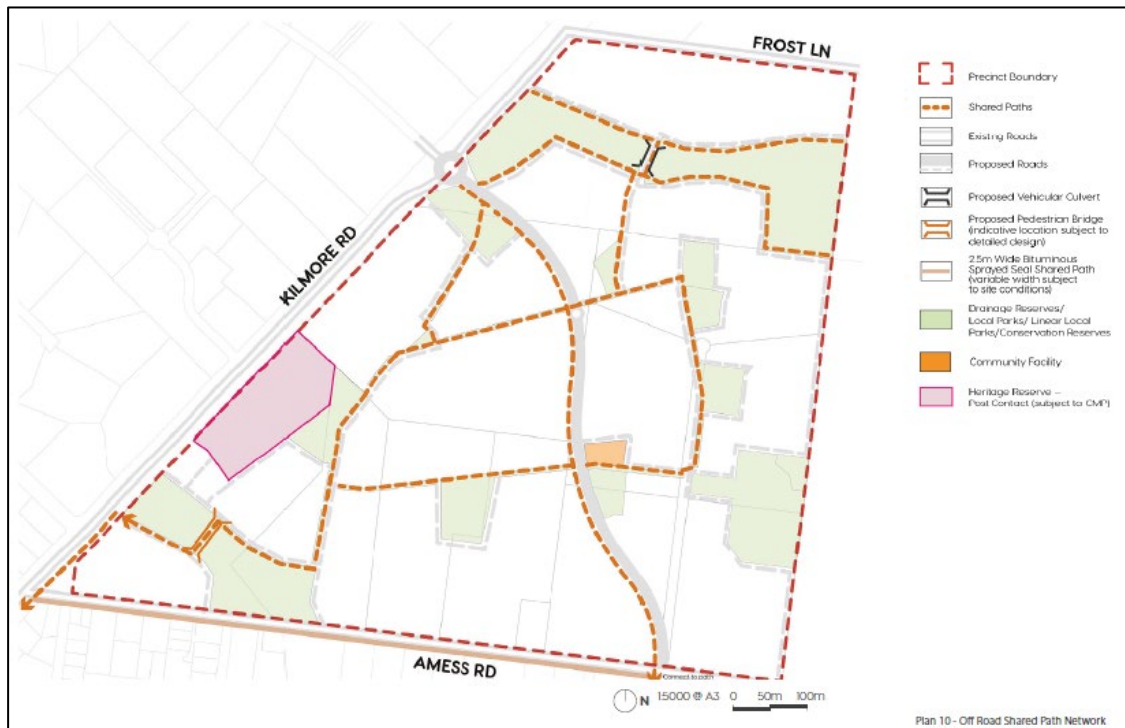 FROST LN
KILMORE RD
AMESS RD
Precinct Boundary
Shared Paths
Existing Roads
Proposed Roads
Proposed Vehicular Culvert
Proposed Pedestrian Bridge
(indicative location subject to
detailed design)
2.5m Wide Bituminous
Sprayed Seal Shared Path
(variable width subject
to site conditions)
Drainage Reserves/
Local Parks/ Linear Local
Parks/Conservation Reserves
Community Facility
Heritage Reserve –
Post Contact (subject to CMP)
Connect to path
N 1:5000 @ A3 0 50m 100m
Plan 10 - Off Road Shared Path Network